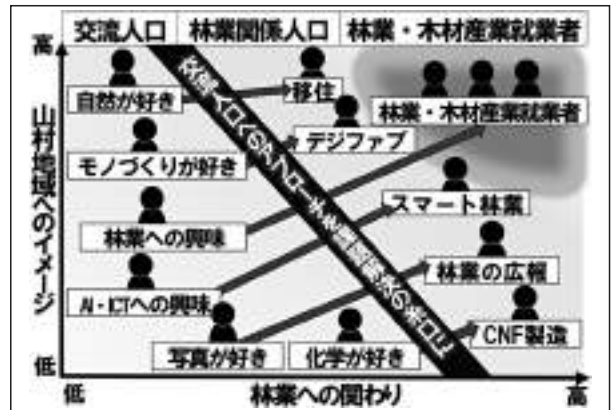 交流人口 林業関係人口 林業・木材産業就業者
高
自然が好き
移住
林業・木材産業就業者
モノづくりが好き
デジファブ
スマート林業
林業への興味
林業の広報
AI・ICTへの興味
CNF製造
写真が好き
化学が好き
山村地域へのイメージ
低
低
林業への関わり
高